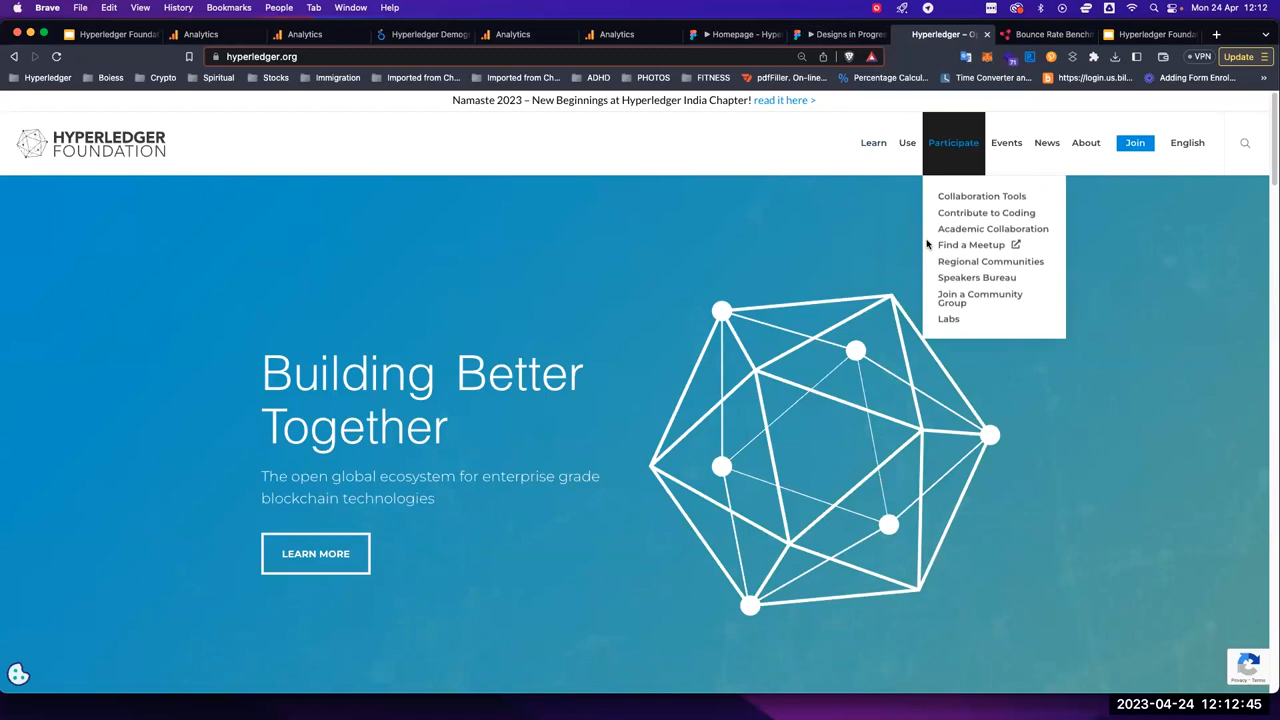 Brave File Edit View History Bookmarks People Tab Window Help Mon 24 Apr 12:12
Hyperledger Founda Analytics Analytics Hyperledger Demog Analytics Analytics Homepage – Hype Designs in Progre Hyperledger – Op Bounce Rate Bench Hyperledger Founda
hyperledger.org VPN Update
Hyperledger Boiess Crypto Spiritual Stocks Immigration Imported from Ch... Imported from Ch... ADHD PHOTOS FITNESS pdfFiller. On-line... Percentage Calcul... Time Converter an... https://login.us.bil... Adding Form Enrol...
Namaste 2023 – New Beginnings at Hyperledger India Chapter! read it here >
HYPERLEDGER
FOUNDATION
Learn Use Participate Events News About Join English
Collaboration Tools
Contribute to Coding
Academic Collaboration
Find a Meetup
Regional Communities
Speakers Bureau
Join a Community
Group
Labs
Building Better
Together
The open global ecosystem for enterprise grade
blockchain technologies
LEARN MORE
Privacy - Terms
2023-04-24 12:12:45